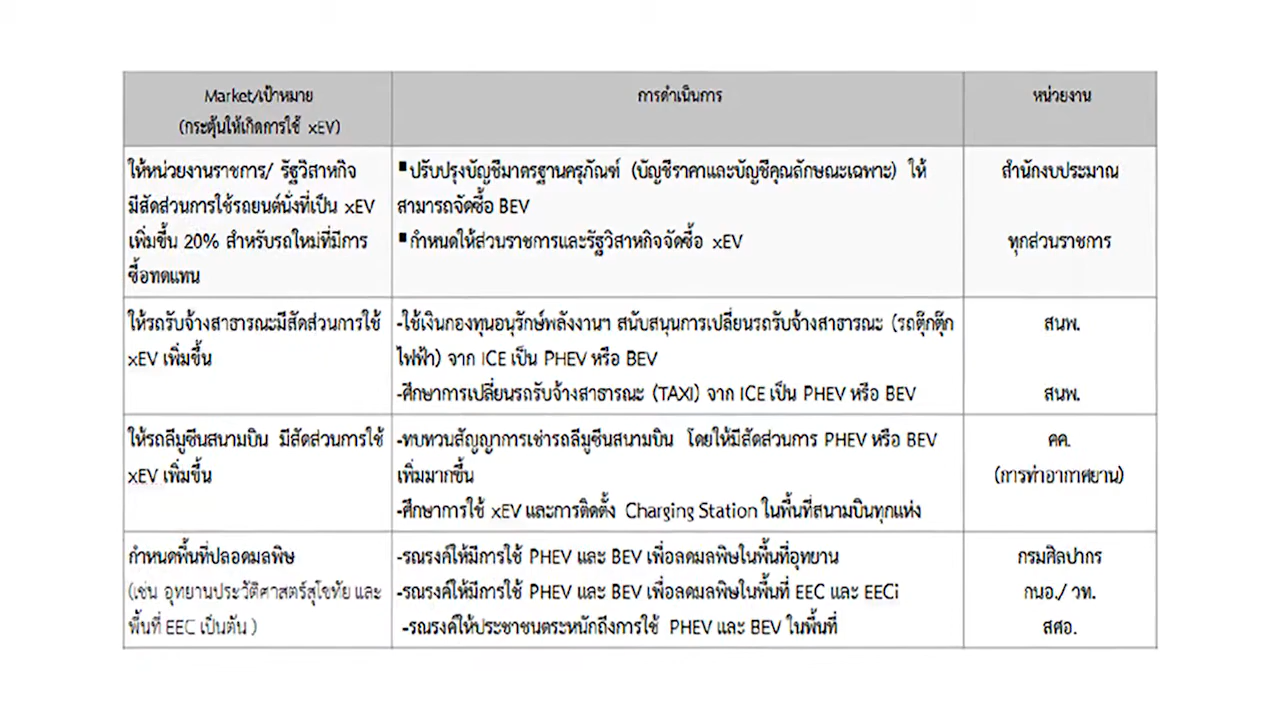 Market/เป้าหมาย
(กระตุ้นให้เกิดการใช้ xEV)
การดำเนินการ
หน่วยงาน
ให้หน่วยงานราชการ/ รัฐวิสาหกิจ
มีสัดส่วนการใช้รถยนต์นั่งที่เป็น xEV
เพิ่มขึ้น 20% สำหรับรถใหม่ที่มีการ
ซื้อทดแทน
▪ปรับปรุงบัญชีมาตรฐานครุภัณฑ์ (บัญชีราคาและบัญชีคุณลักษณะเฉพาะ) ให้
สามารถจัดซื้อ BEV
▪กำหนดให้ส่วนราชการและรัฐวิสาหกิจจัดซื้อ xEV
สำนักงบประมาณ
ทุกส่วนราชการ
ให้รถรับจ้างสาธารณะมีสัดส่วนการใช้
xEV เพิ่มขึ้น
-ใช้เงินกองทุนอนุรักษ์พลังงานฯ สนับสนุนการเปลี่ยนรถรับจ้างสาธารณะ (รถตุ๊กตุ๊ก
ไฟฟ้า) จาก ICE เป็น PHEV หรือ BEV
-ศึกษาการเปลี่ยนรถรับจ้างสาธารณะ (TAXI) จาก ICE เป็น PHEV หรือ BEV
สนพ.
สนพ.
ให้รถลีมูซีนสนามบิน มีสัดส่วนการใช้
xEV เพิ่มขึ้น
-ทบทวนสัญญาการเช่ารถลีมูซีนสนามบิน โดยให้มีสัดส่วนการ PHEV หรือ BEV
เพิ่มมากขึ้น
-ศึกษาการใช้ xEV และการติดตั้ง Charging Station ในพื้นที่สนามบินทุกแห่ง
คค.
(การท่าอากาศยาน)
กำหนดพื้นที่ปลอดมลพิษ
(เช่น อุทยานประวัติศาสตร์สุโขทัย และ
พื้นที่ EEC เป็นต้น )
-รณรงค์ให้มีการใช้ PHEV และ BEV เพื่อลดมลพิษในพื้นที่อุทยาน
-รณรงค์ให้มีการใช้ PHEV และ BEV เพื่อลดมลพิษในพื้นที่ EEC และ EECi
-รณรงค์ให้ประชาชนตระหนักถึงการใช้ PHEV และ BEV ในพื้นที่
กรมศิลปากร
กนอ./ วท.
สศอ.